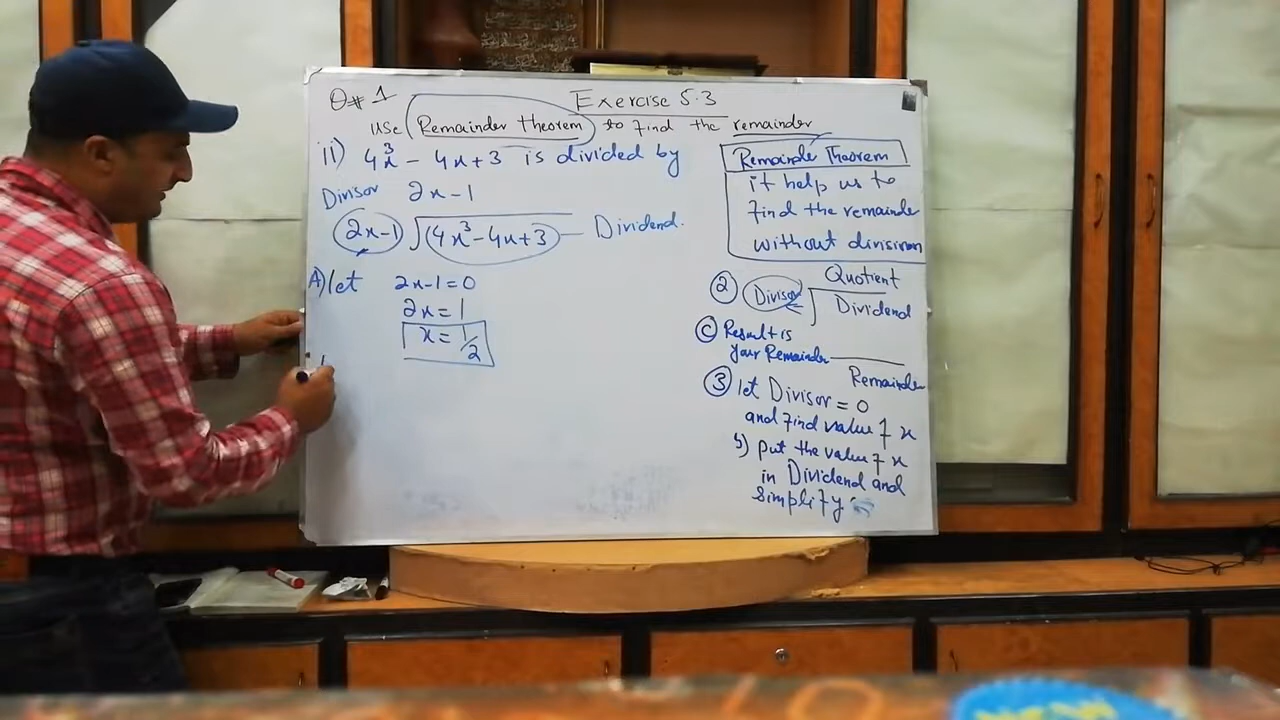 Q#1 Exercise 5.3
use Remainder theorem to find the remainder
ii) 4x³ - 4x+3 is divided by
Divisor 2x-1
2x-1 4x³-4x+3 Dividend.
A) let 2x-1=0
2x = 1
x = 1/2
Remainde Theorem
it help us to
find the remainder
without division
Quotient
② Divisor Dividend
© Result is
your Remainder
Remainder
③ let Divisor = 0
and find value of x
b) put the value of x
in Dividend and
simplify
NEW